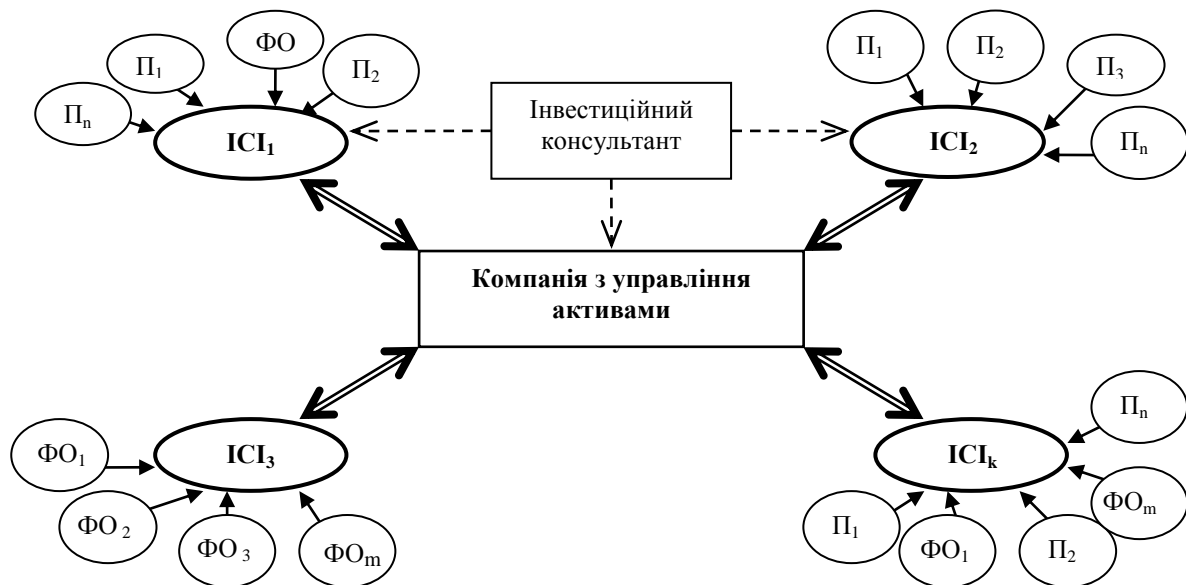 ФО
П₁
П₂
Пₙ
ІСІ₁
Інвестиційний
консультант
П₁
П₂
П₃
Пₙ
ІСІ₂
Компанія з управління
активами
ІСІ₃
ФО₁
ФО ₂
ФО ₃
ФОₘ
ІСІₖ
Пₙ
ФОₘ
П₁
ФО₁
П₂